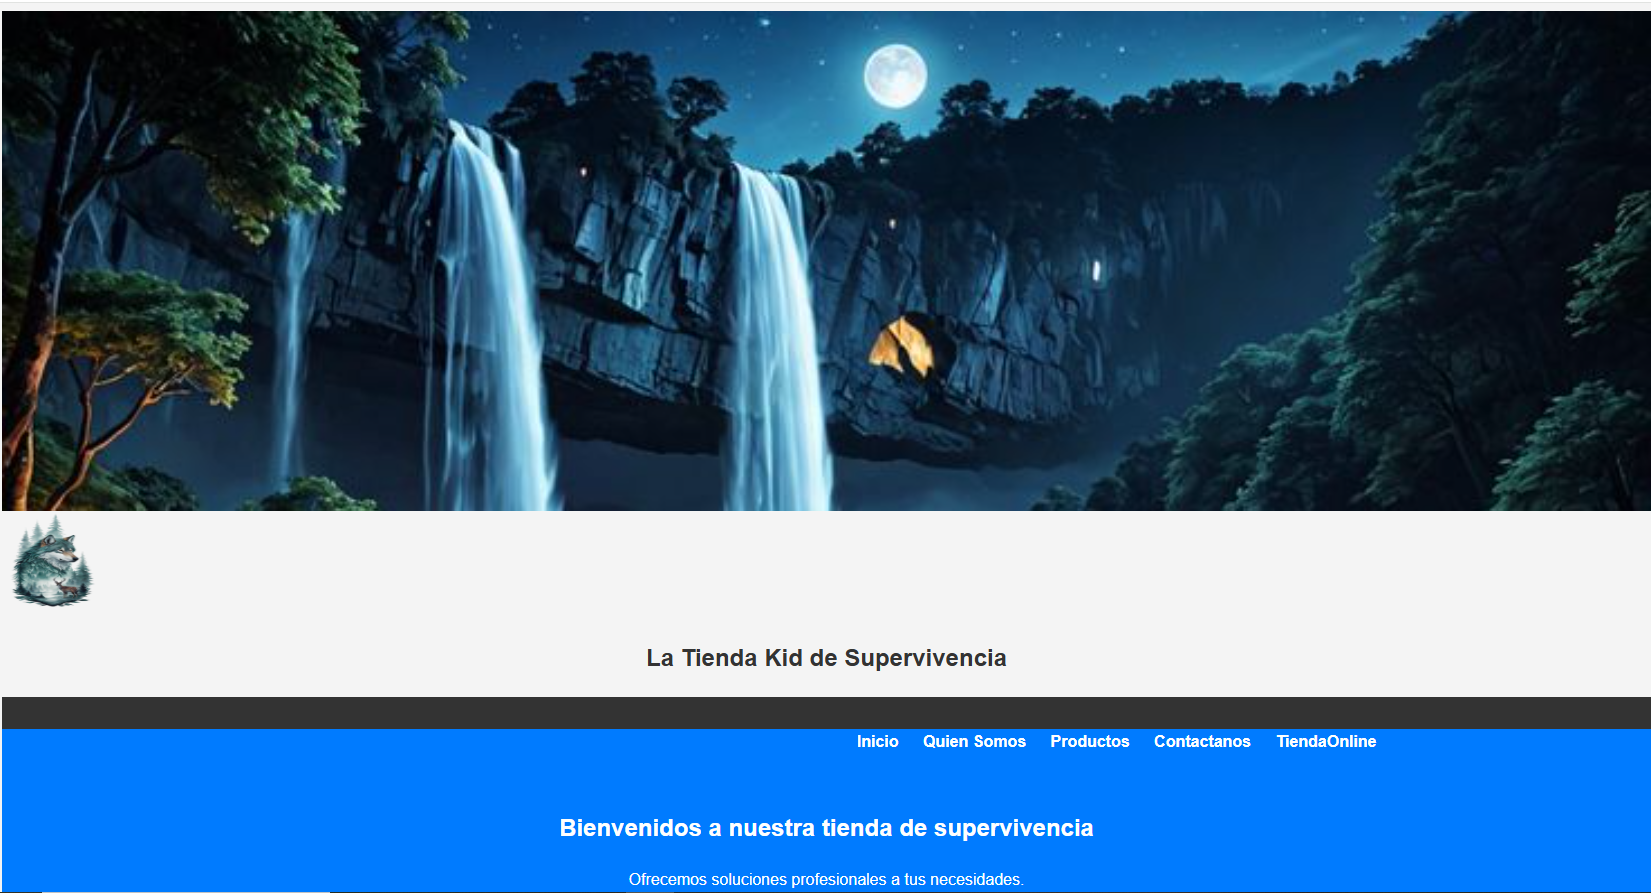 La Tienda Kid de Supervivencia
Inicio Quien Somos Productos Contactanos TiendaOnline
Bienvenidos a nuestra tienda de supervivencia
Ofrecemos soluciones profesionales a tus necesidades.